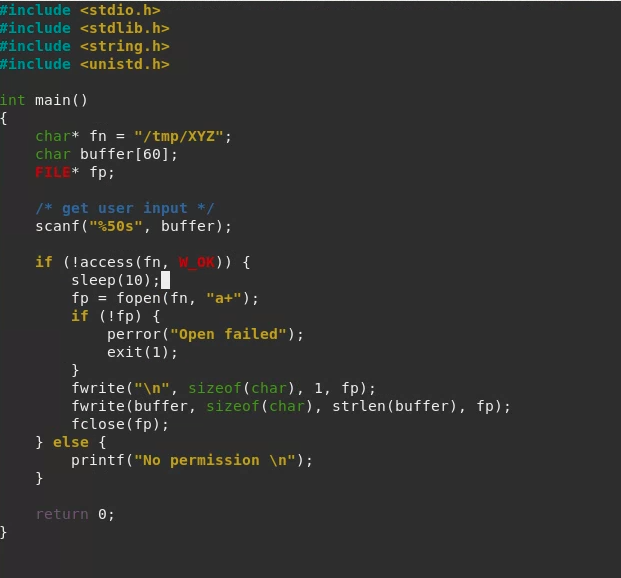 #include <stdio.h>
#include <stdlib.h>
#include <string.h>
#include <unistd.h>

int main()
{
    char* fn = "/tmp/XYZ";
    char buffer[60];
    FILE* fp;

    /* get user input */
    scanf("%50s", buffer);

    if (!access(fn, W_OK)) {
        sleep(10);
        fp = fopen(fn, "a+");
        if (!fp) {
            perror("Open failed");
            exit(1);
        }
        fwrite("\n", sizeof(char), 1, fp);
        fwrite(buffer, sizeof(char), strlen(buffer), fp);
        fclose(fp);
    } else {
        printf("No permission \n");
    }

    return 0;
}